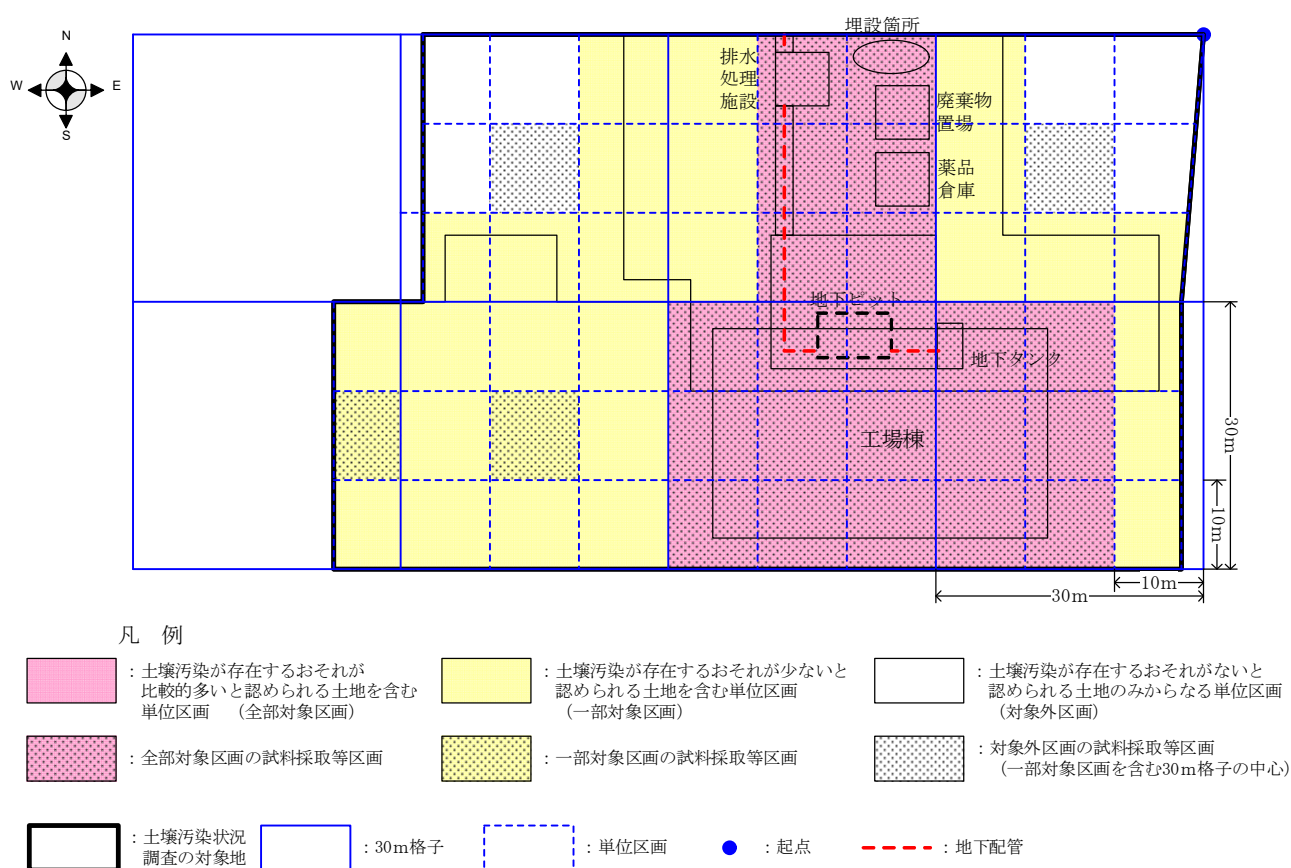 埋設箇所
N
W
E
S
排水
処理
施設
廃棄物
置場
薬品
倉庫
地下ピット
地下タンク
工場棟
30m
10m
10m
30m
凡 例
：土壌汚染が存在するおそれが
比較的多いと認められる土地を含む
単位区画 （全部対象区画）
：土壌汚染が存在するおそれが少ないと
認められる土地を含む単位区画
（一部対象区画）
：土壌汚染が存在するおそれがないと
認められる土地のみからなる単位区画
（対象外区画）
：全部対象区画の試料採取等区画
：一部対象区画の試料採取等区画
：対象外区画の試料採取等区画
（一部対象区画を含む30m格子の中心）
：土壌汚染状況
調査の対象地
：30m格子
：単位区画
：起点
：地下配管